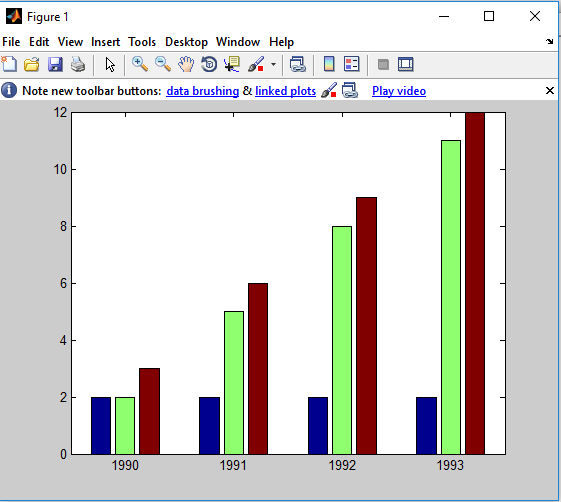 Figure 1
File Edit View Insert Tools Desktop Window Help
Note new toolbar buttons: data brushing & linked plots Play video
12
10
8
6
4
2
0
1990 1991 1992 1993